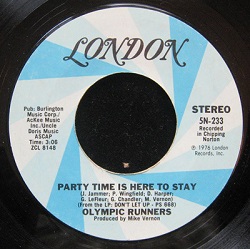 LONDON
Pub: Burlington
Music Corp./
AcKee Music
Inc./Uncle
Doris Music
ASCAP
Time: 3:08
ZCL 8148
STEREO
5N-233
Recorded in
Chipping
Norton
℗ 1976 London
Records, Inc.
PARTY TIME IS HERE TO STAY
(J. Jammer; P. Wingfield; D. Harper;
G. LeFleur; G. Chandler; M. Vernon)
(From the LP: DON'T LET UP - PS 668)
OLYMPIC RUNNERS
Produced by Mike Vernon